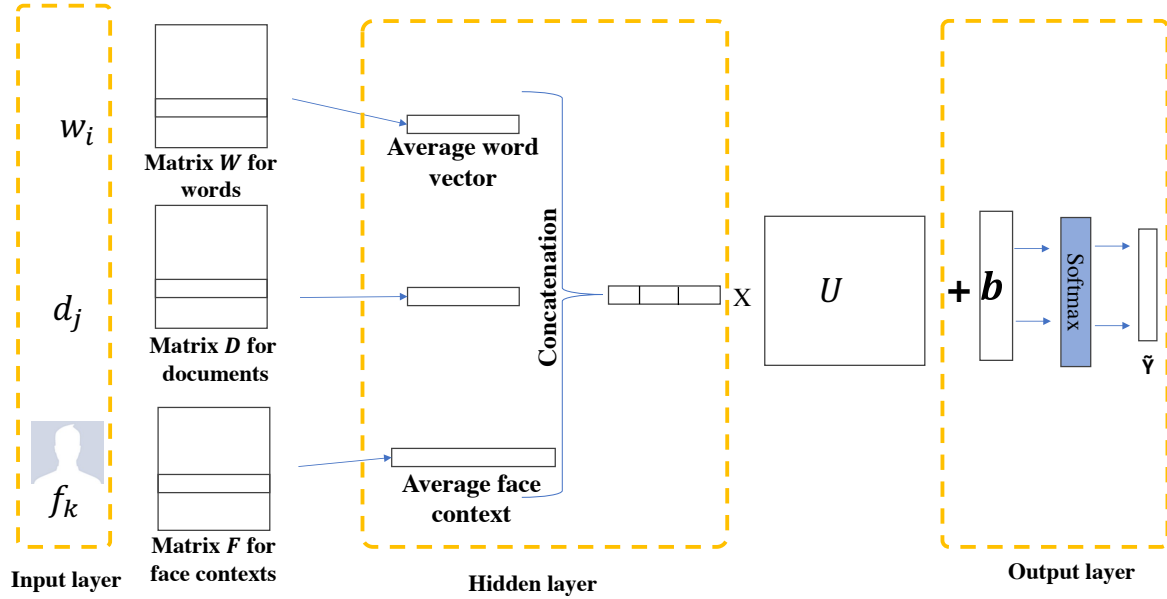 w_i
Matrix W for
words
Average word
vector
d_j
Matrix D for
documents
f_k
Matrix F for
face contexts
Average face
context
Concatenation
X
U
+ b
Softmax
Ỹ
Input layer
Hidden layer
Output layer